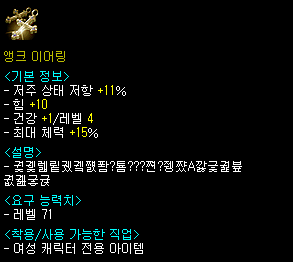 앵크 이어링
<기본 정보>
- 저주 상태 저항 +11%
- 힘 +10
- 건강 +1/레벨 4
- 최대 체력 +15%
<설명>
<요구 능력치>
- 레벨 71
<착용/사용 가능한 직업>
- 여성 캐릭터 전용 아이템